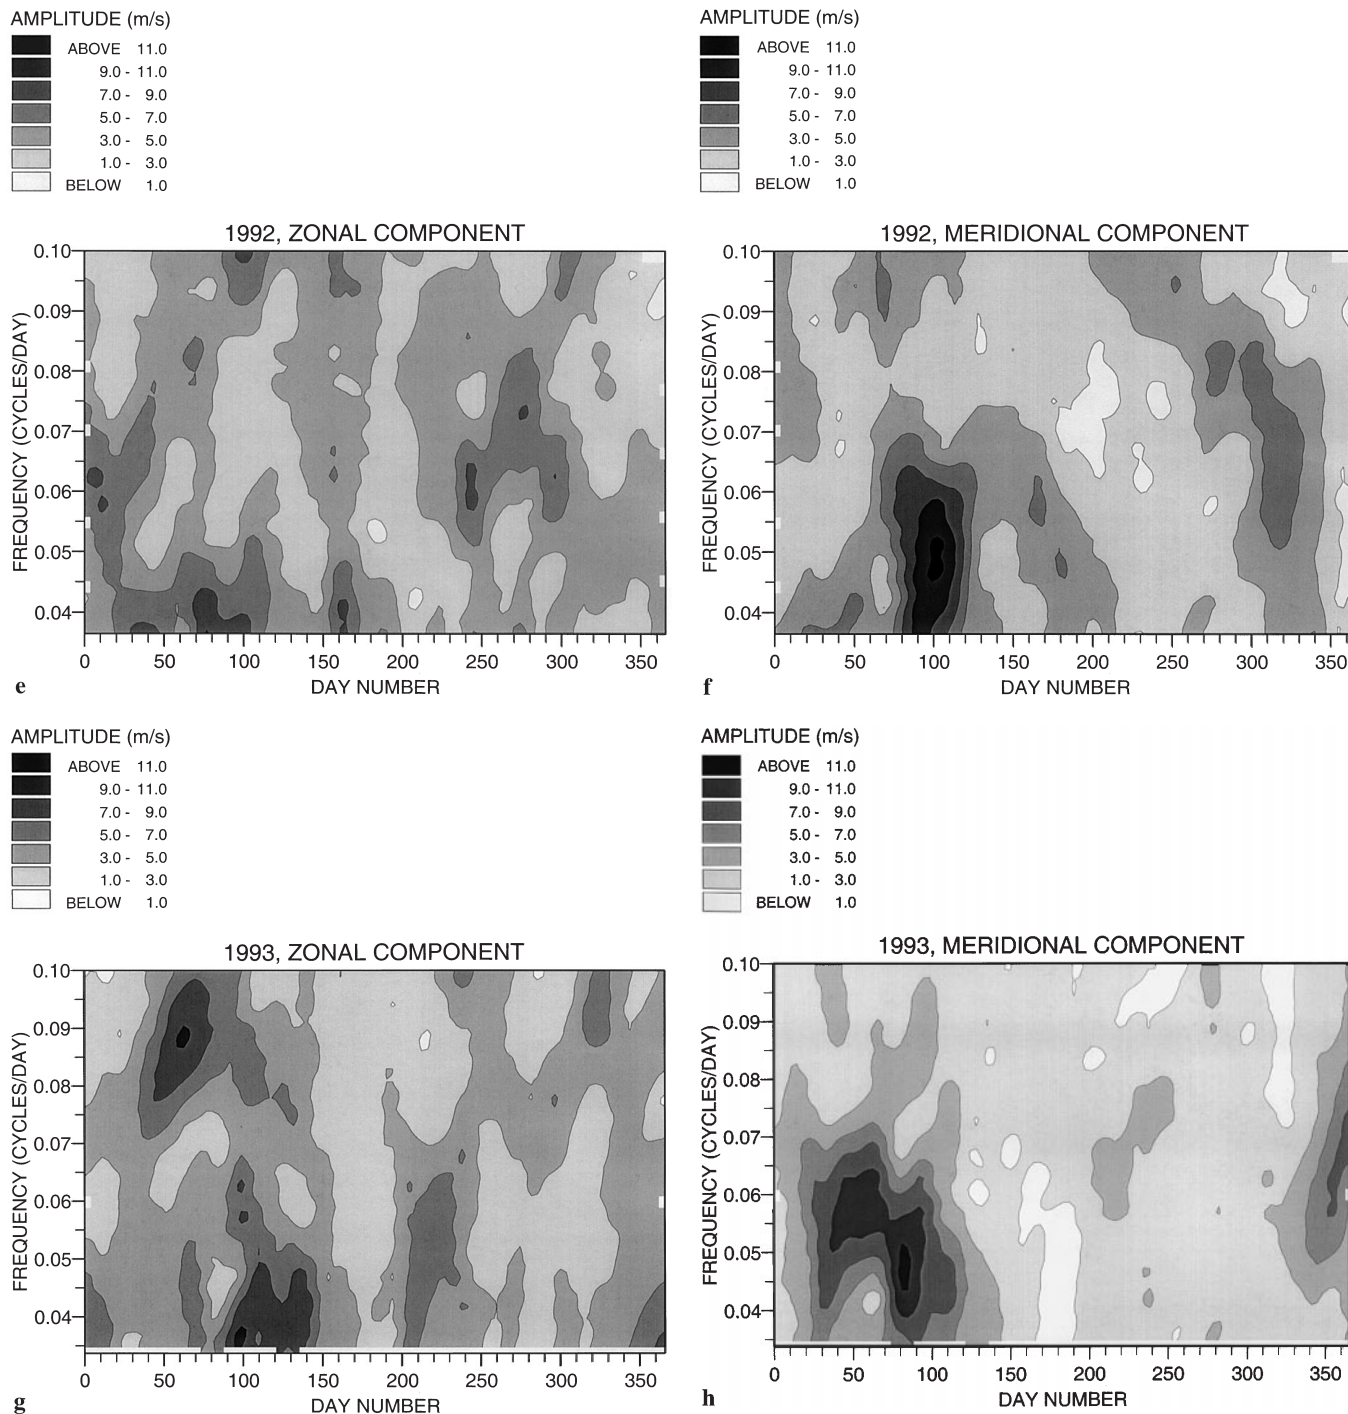 AMPLITUDE (m/s)
ABOVE 11.0
9.0 - 11.0
7.0 - 9.0
5.0 - 7.0
3.0 - 5.0
1.0 - 3.0
BELOW 1.0
1992, ZONAL COMPONENT
FREQUENCY (CYCLES/DAY)
0.10
0.09
0.08
0.07
0.06
0.05
0.04
0 50 100 150 200 250 300 350
DAY NUMBER
e
AMPLITUDE (m/s)
ABOVE 11.0
9.0 - 11.0
7.0 - 9.0
5.0 - 7.0
3.0 - 5.0
1.0 - 3.0
BELOW 1.0
1992, MERIDIONAL COMPONENT
FREQUENCY (CYCLES/DAY)
0.10
0.09
0.08
0.07
0.06
0.05
0.04
0 50 100 150 200 250 300 350
DAY NUMBER
f
AMPLITUDE (m/s)
ABOVE 11.0
9.0 - 11.0
7.0 - 9.0
5.0 - 7.0
3.0 - 5.0
1.0 - 3.0
BELOW 1.0
1993, ZONAL COMPONENT
FREQUENCY (CYCLES/DAY)
0.10
0.09
0.08
0.07
0.06
0.05
0.04
0 50 100 150 200 250 300 350
DAY NUMBER
g
AMPLITUDE (m/s)
ABOVE 11.0
9.0 - 11.0
7.0 - 9.0
5.0 - 7.0
3.0 - 5.0
1.0 - 3.0
BELOW 1.0
1993, MERIDIONAL COMPONENT
FREQUENCY (CYCLES/DAY)
0.10
0.09
0.08
0.07
0.06
0.05
0.04
0 50 100 150 200 250 300 350
DAY NUMBER
h